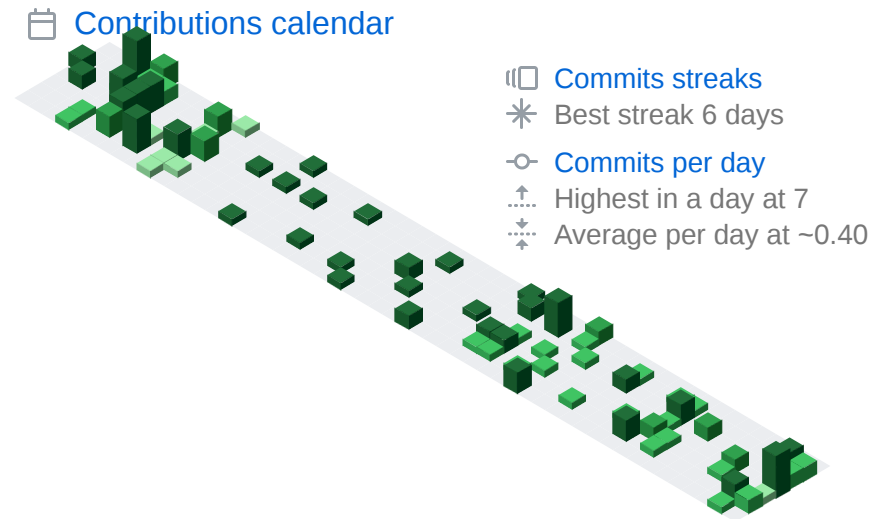 Contributions calendar
Commits streaks
Best streak 6 days
Commits per day
Highest in a day at 7
Average per day at ~0.40